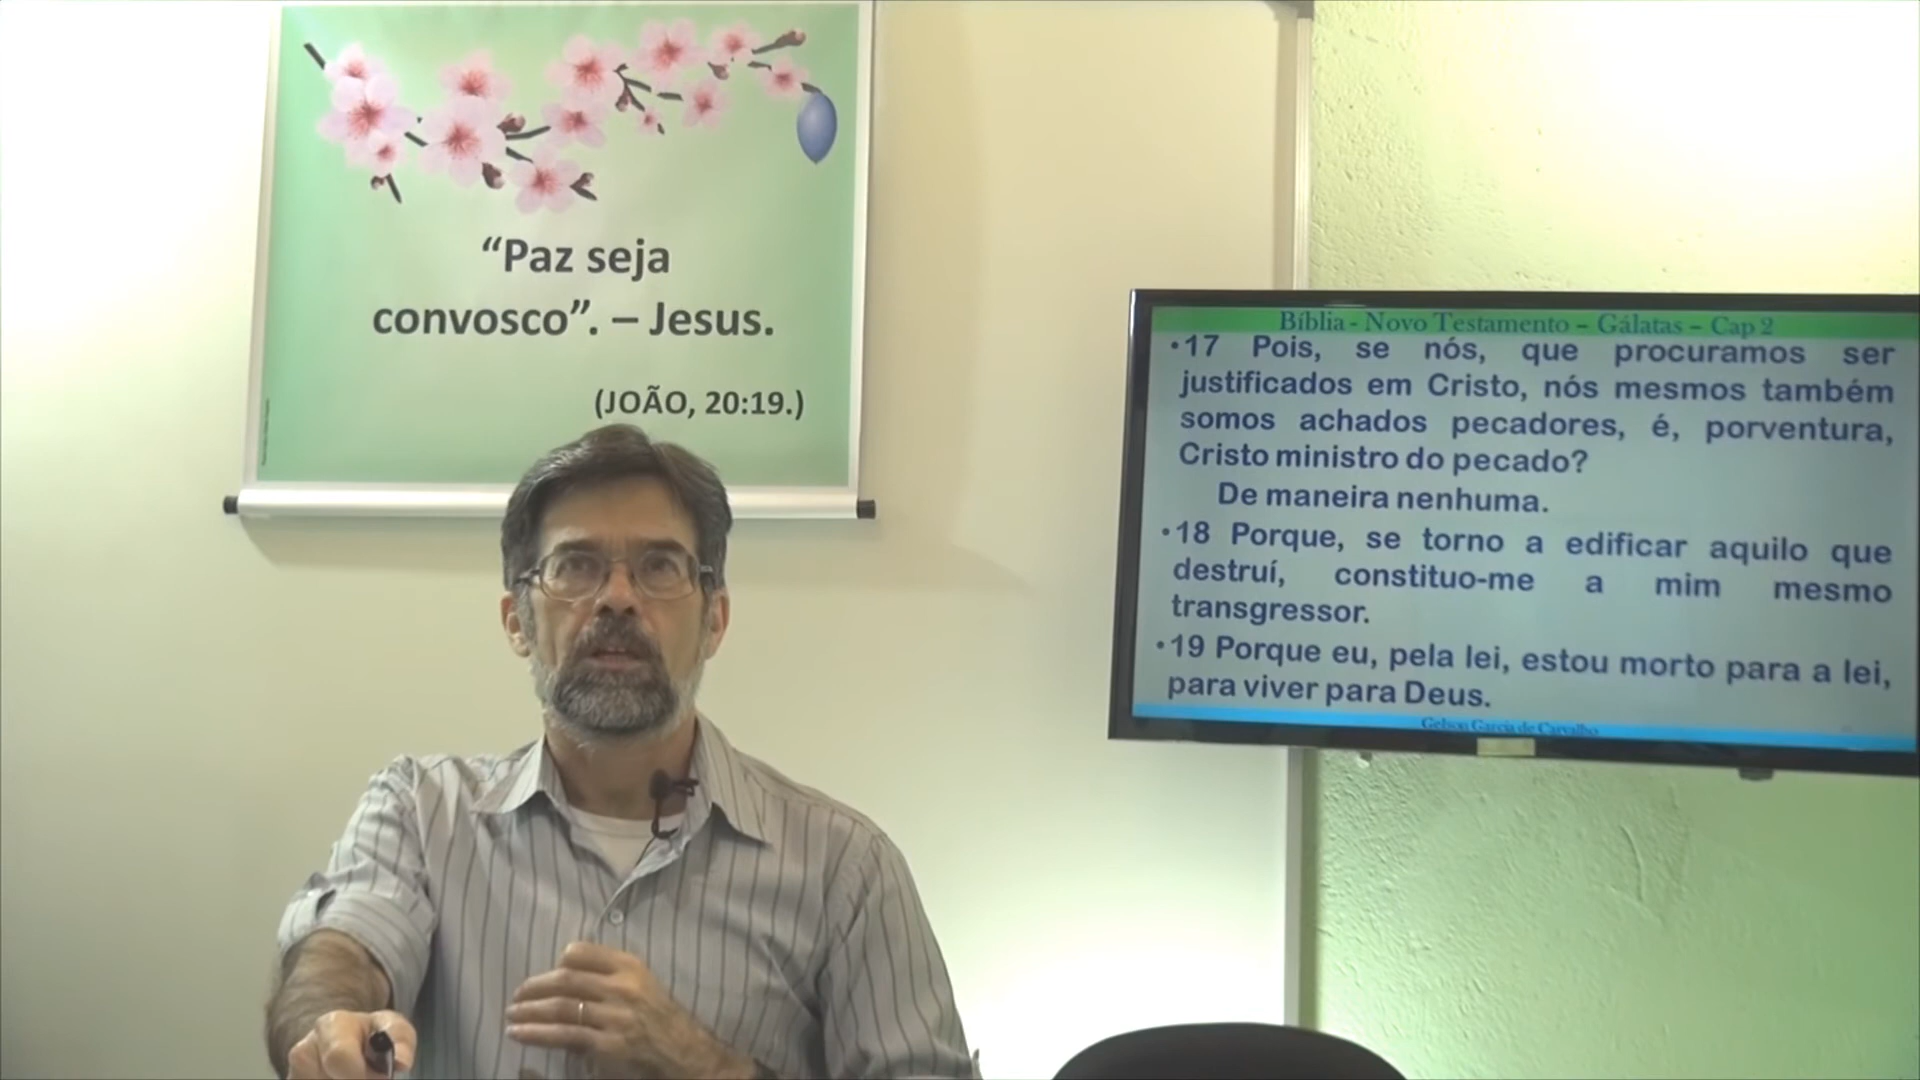 “Paz seja
convosco”. – Jesus.
(JOÃO, 20:19.)
Bíblia - Novo Testamento – Gálatas – Cap 2
•17 Pois, se nós, que procuramos ser
justificados em Cristo, nós mesmos também
somos achados pecadores, é, porventura,
Cristo ministro do pecado?
De maneira nenhuma.
•18 Porque, se torno a edificar aquilo que
destruí, constituo-me a mim mesmo
transgressor.
•19 Porque eu, pela lei, estou morto para a lei,
para viver para Deus.
Gelson Garcia de Carvalho